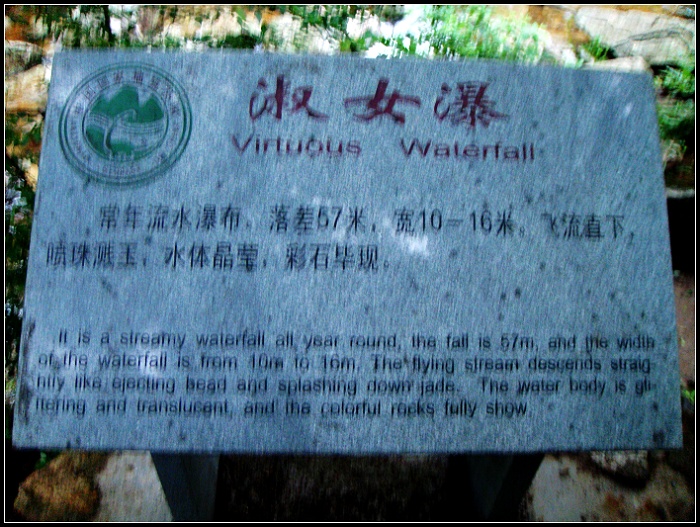 淑女瀑
Virtuous Waterfall
常年流水瀑布，落差57米，宽10－16米。飞流直下，
喷珠溅玉，水体晶莹，彩石毕现。
It is a streamy waterfall all year round, the fall is 57m, and the width
of the waterfall is from 10m to 16m. The flying stream descends straig
htly like ejecting bead and splashing down jade. The water body is gli
ttering and translucent, and the colorful rocks fully show.